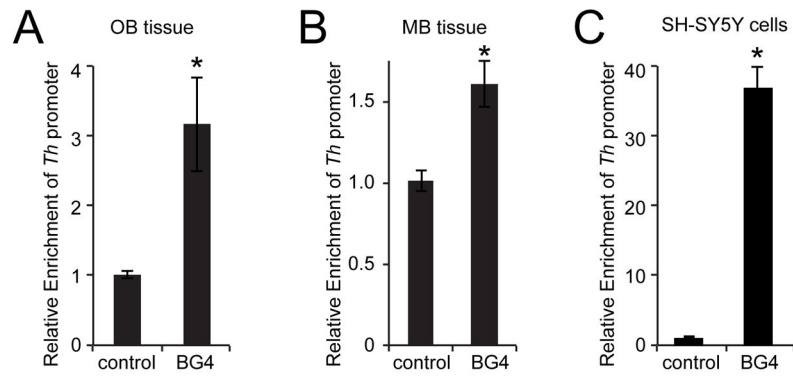 A
OB tissue
Relative Enrichment of Th promoter
4
3
2
1
0
*
control
BG4
B
MB tissue
Relative Enrichment of Th promoter
1.5
1.0
0.5
0
*
control
BG4
C
SH-SY5Y cells
Relative Enrichment of Th promoter
40
30
20
10
0
*
control
BG4